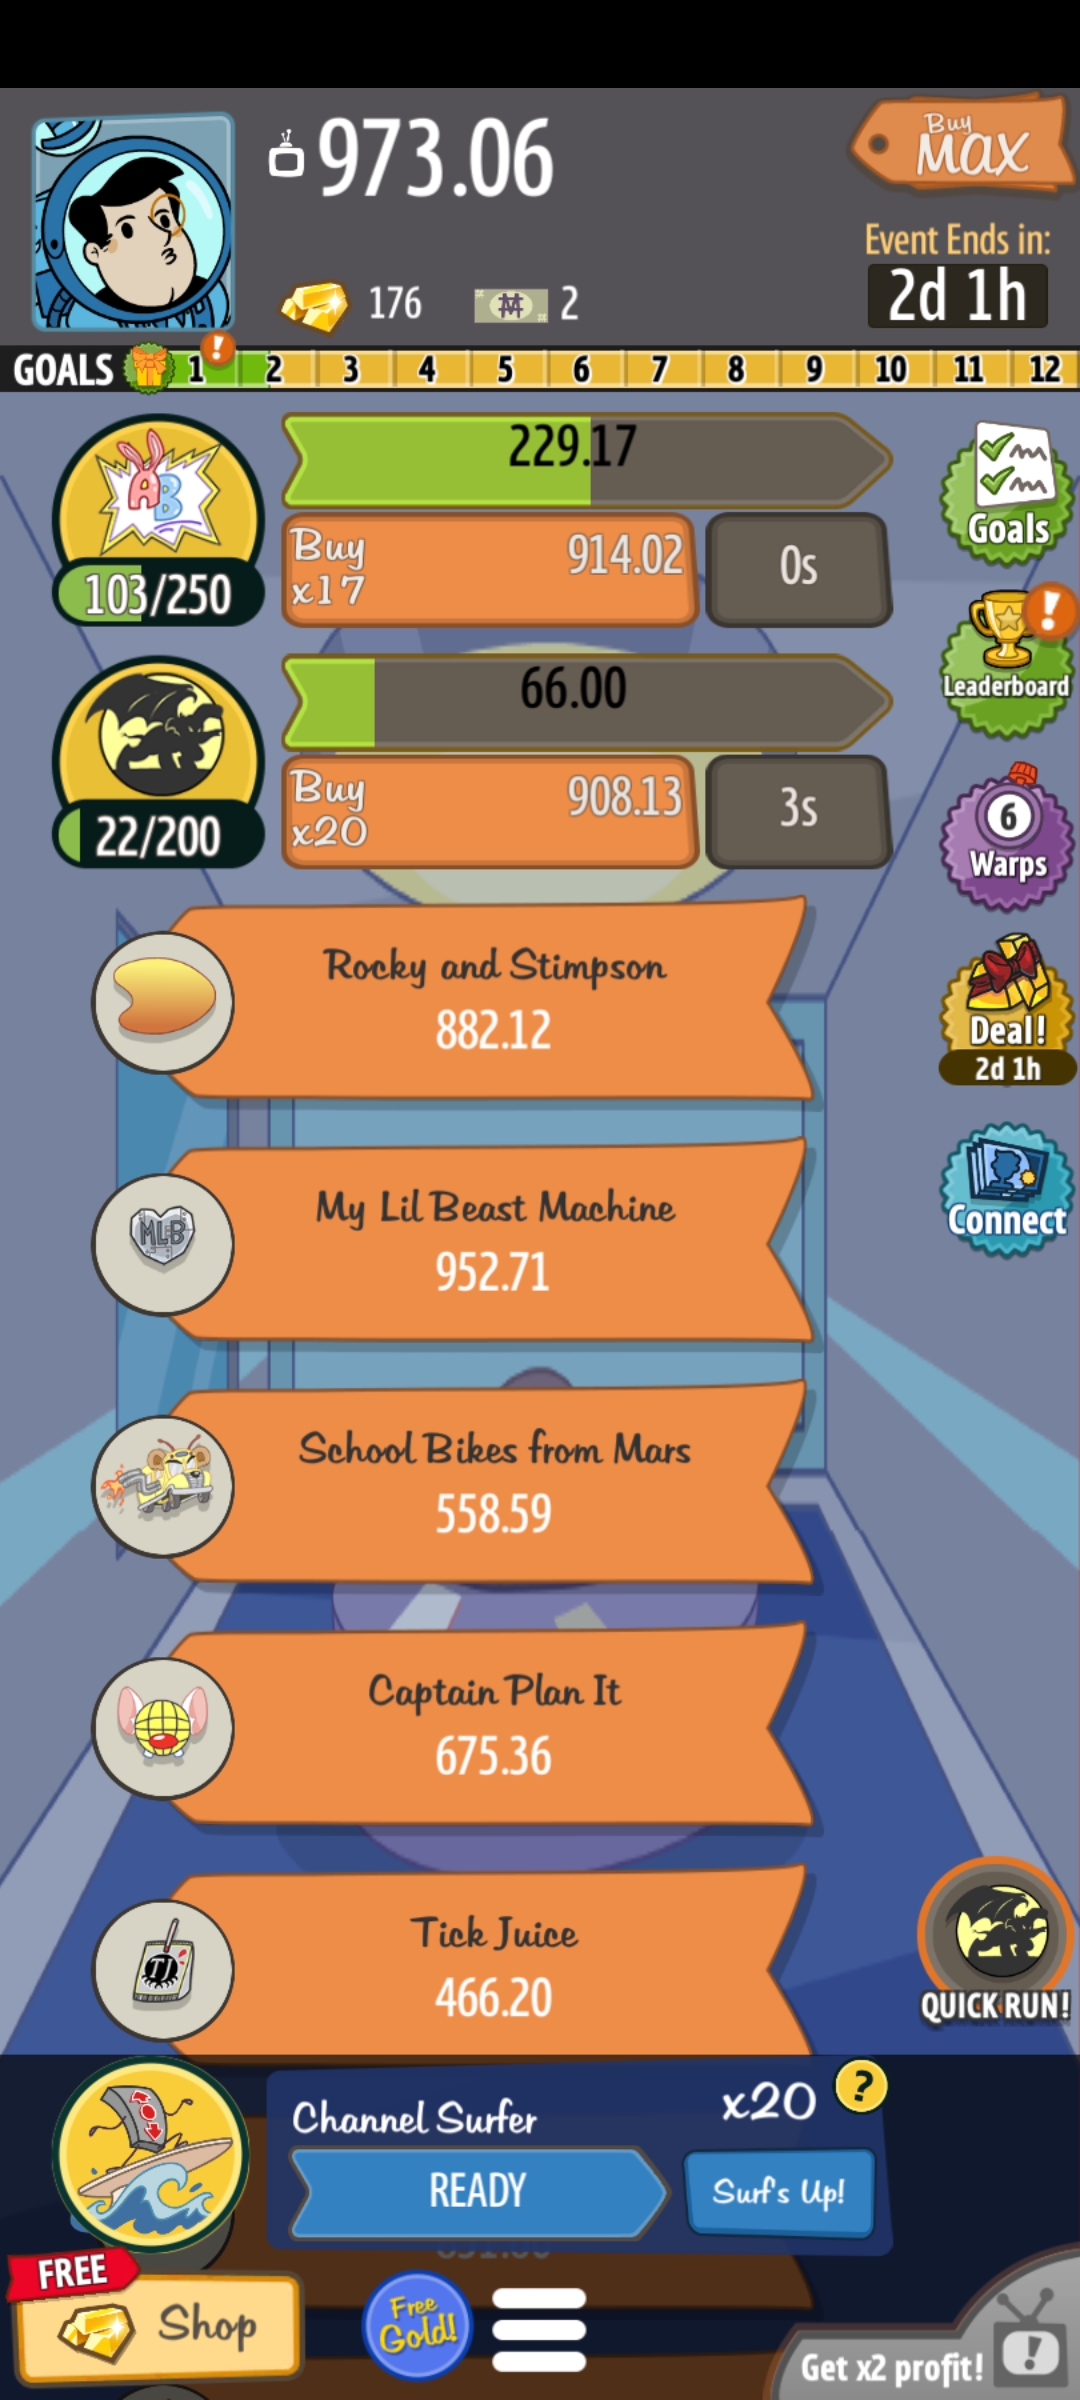 973.06
Buy
MAX
Event Ends in:
2d 1h
176
2
GOALS 1 ! 2 3 4 5 6 7 8 9 10 11 12
AB
103/250
229.17
Buy
x17
914.02
0s
Goals
22/200
66.00
Buy
x20
908.13
3s
!
Leaderboard
6
Warps
Rocky and Stimpson
882.12
Deal!
2d 1h
MLB
My Lil Beast Machine
952.71
Connect
School Bikes from Mars
558.59
Captain Plan It
675.36
TJ
Tick Juice
466.20
QUICK RUN!
Channel Surfer
x20
?
READY
Surf's Up!
FREE
Shop
Free
Gold!
Get x2 profit!
!